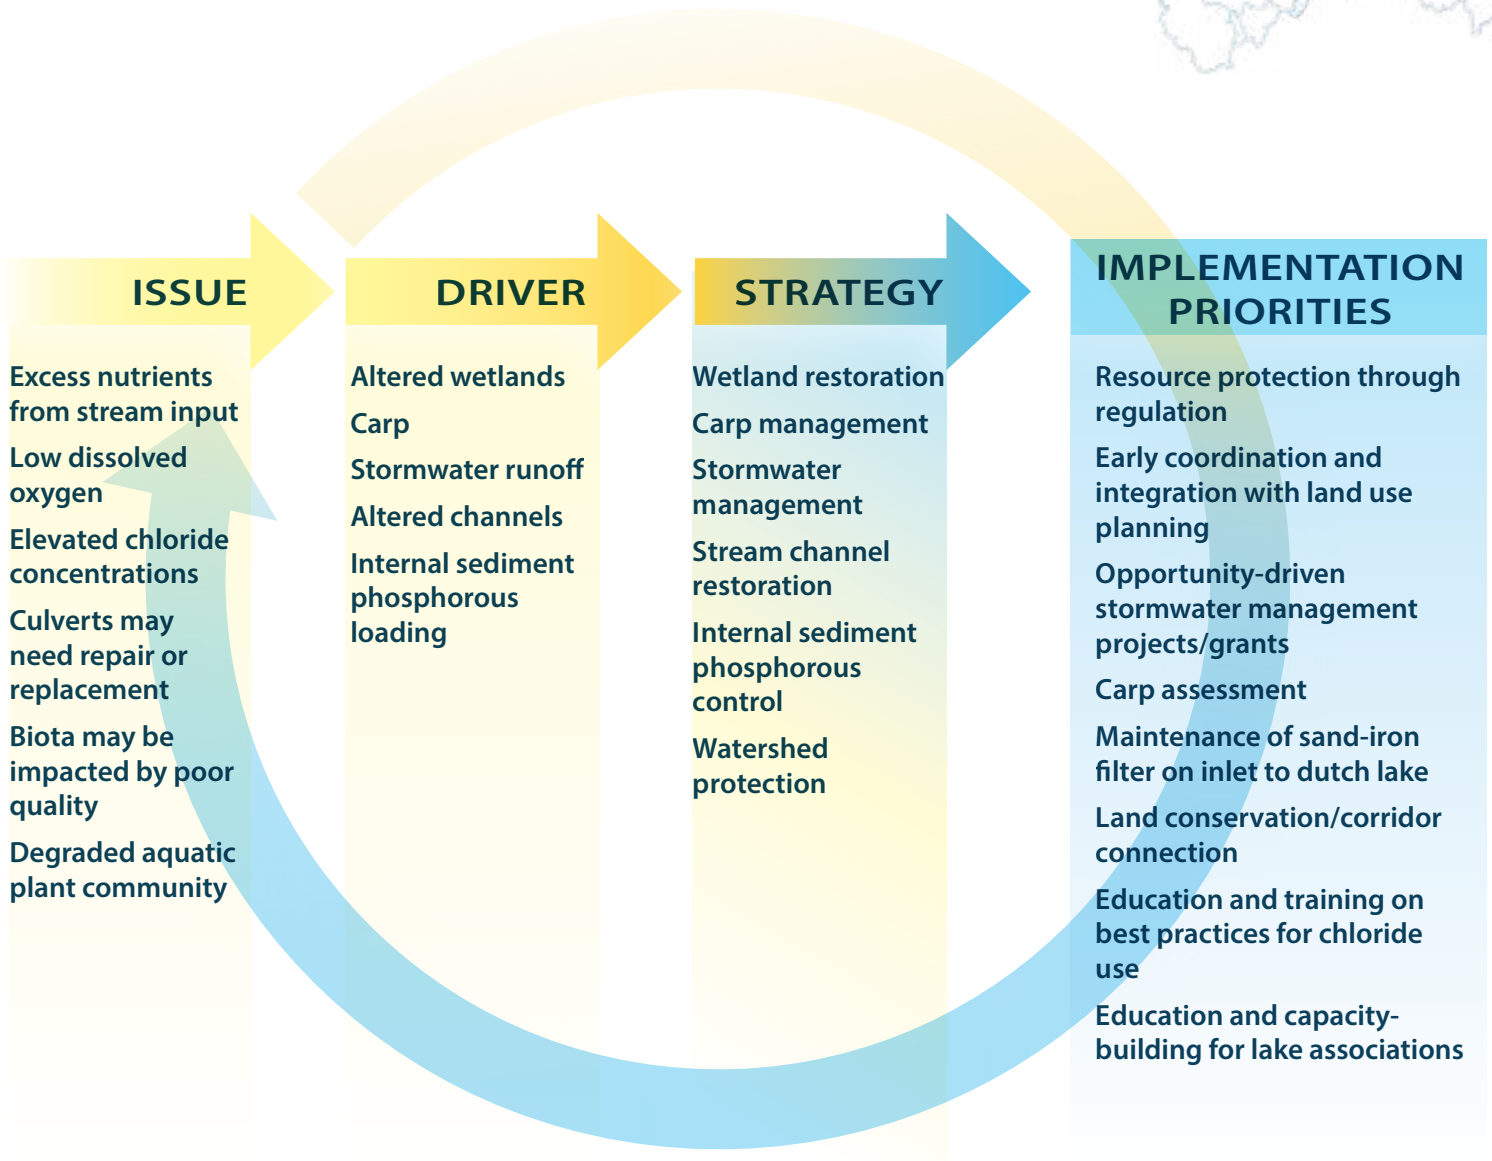 ISSUE
Excess nutrients
from stream input
Low dissolved
oxygen
Elevated chloride
concentrations
Culverts may
need repair or
replacement
Biota may be
impacted by poor
quality
Degraded aquatic
plant community
DRIVER
Altered wetlands
Carp
Stormwater runoff
Altered channels
Internal sediment
phosphorous
loading
STRATEGY
Wetland restoration
Carp management
Stormwater
management
Stream channel
restoration
Internal sediment
phosphorous
control
Watershed
protection
IMPLEMENTATION
PRIORITIES
Resource protection through
regulation
Early coordination and
integration with land use
planning
Opportunity-driven
stormwater management
projects/grants
Carp assessment
Maintenance of sand-iron
filter on inlet to dutch lake
Land conservation/corridor
connection
Education and training on
best practices for chloride
use
Education and capacity-
building for lake associations